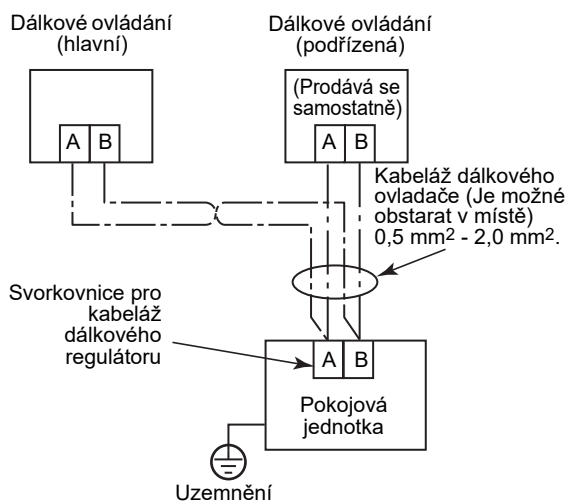 Dálkové ovládání
(hlavní)
Dálkové ovládání
(podřízená)
(Prodává se
samostatně)
A B
A B
Kabeláž dálkového
ovladače (Je možné
obstarat v místě)
0,5 mm2 - 2,0 mm2.
Svorkovnice pro
kabeláž
dálkového
regulátoru
A B
Pokojová
jednotka
Uzemnění